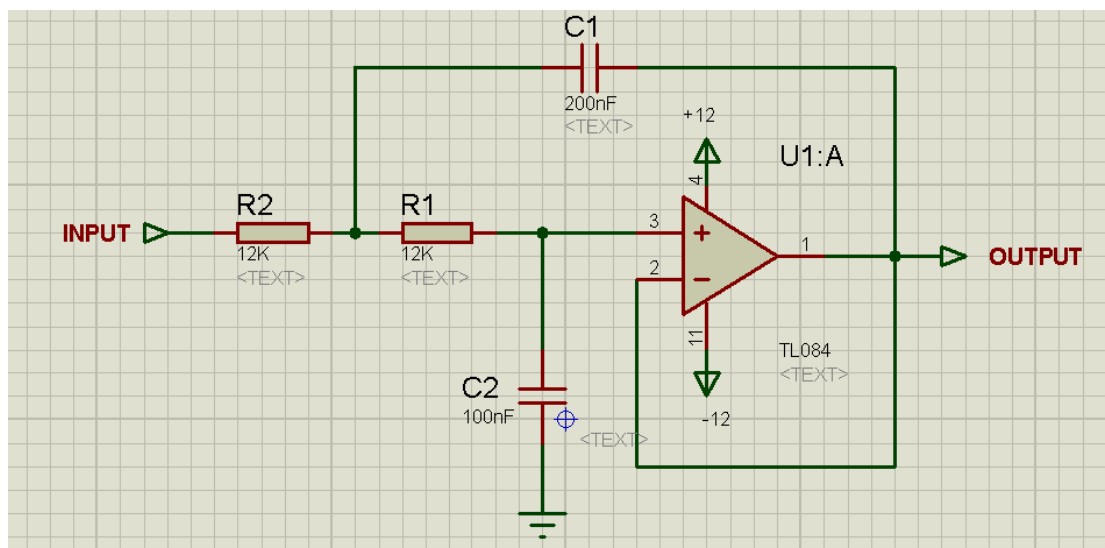 C1
200nF
<TEXT>
+12
U1:A
4
R2
R1
INPUT
12K
<TEXT>
12K
<TEXT>
3
2
1
OUTPUT
11
TL084
<TEXT>
C2
100nF
<TEXT>
-12